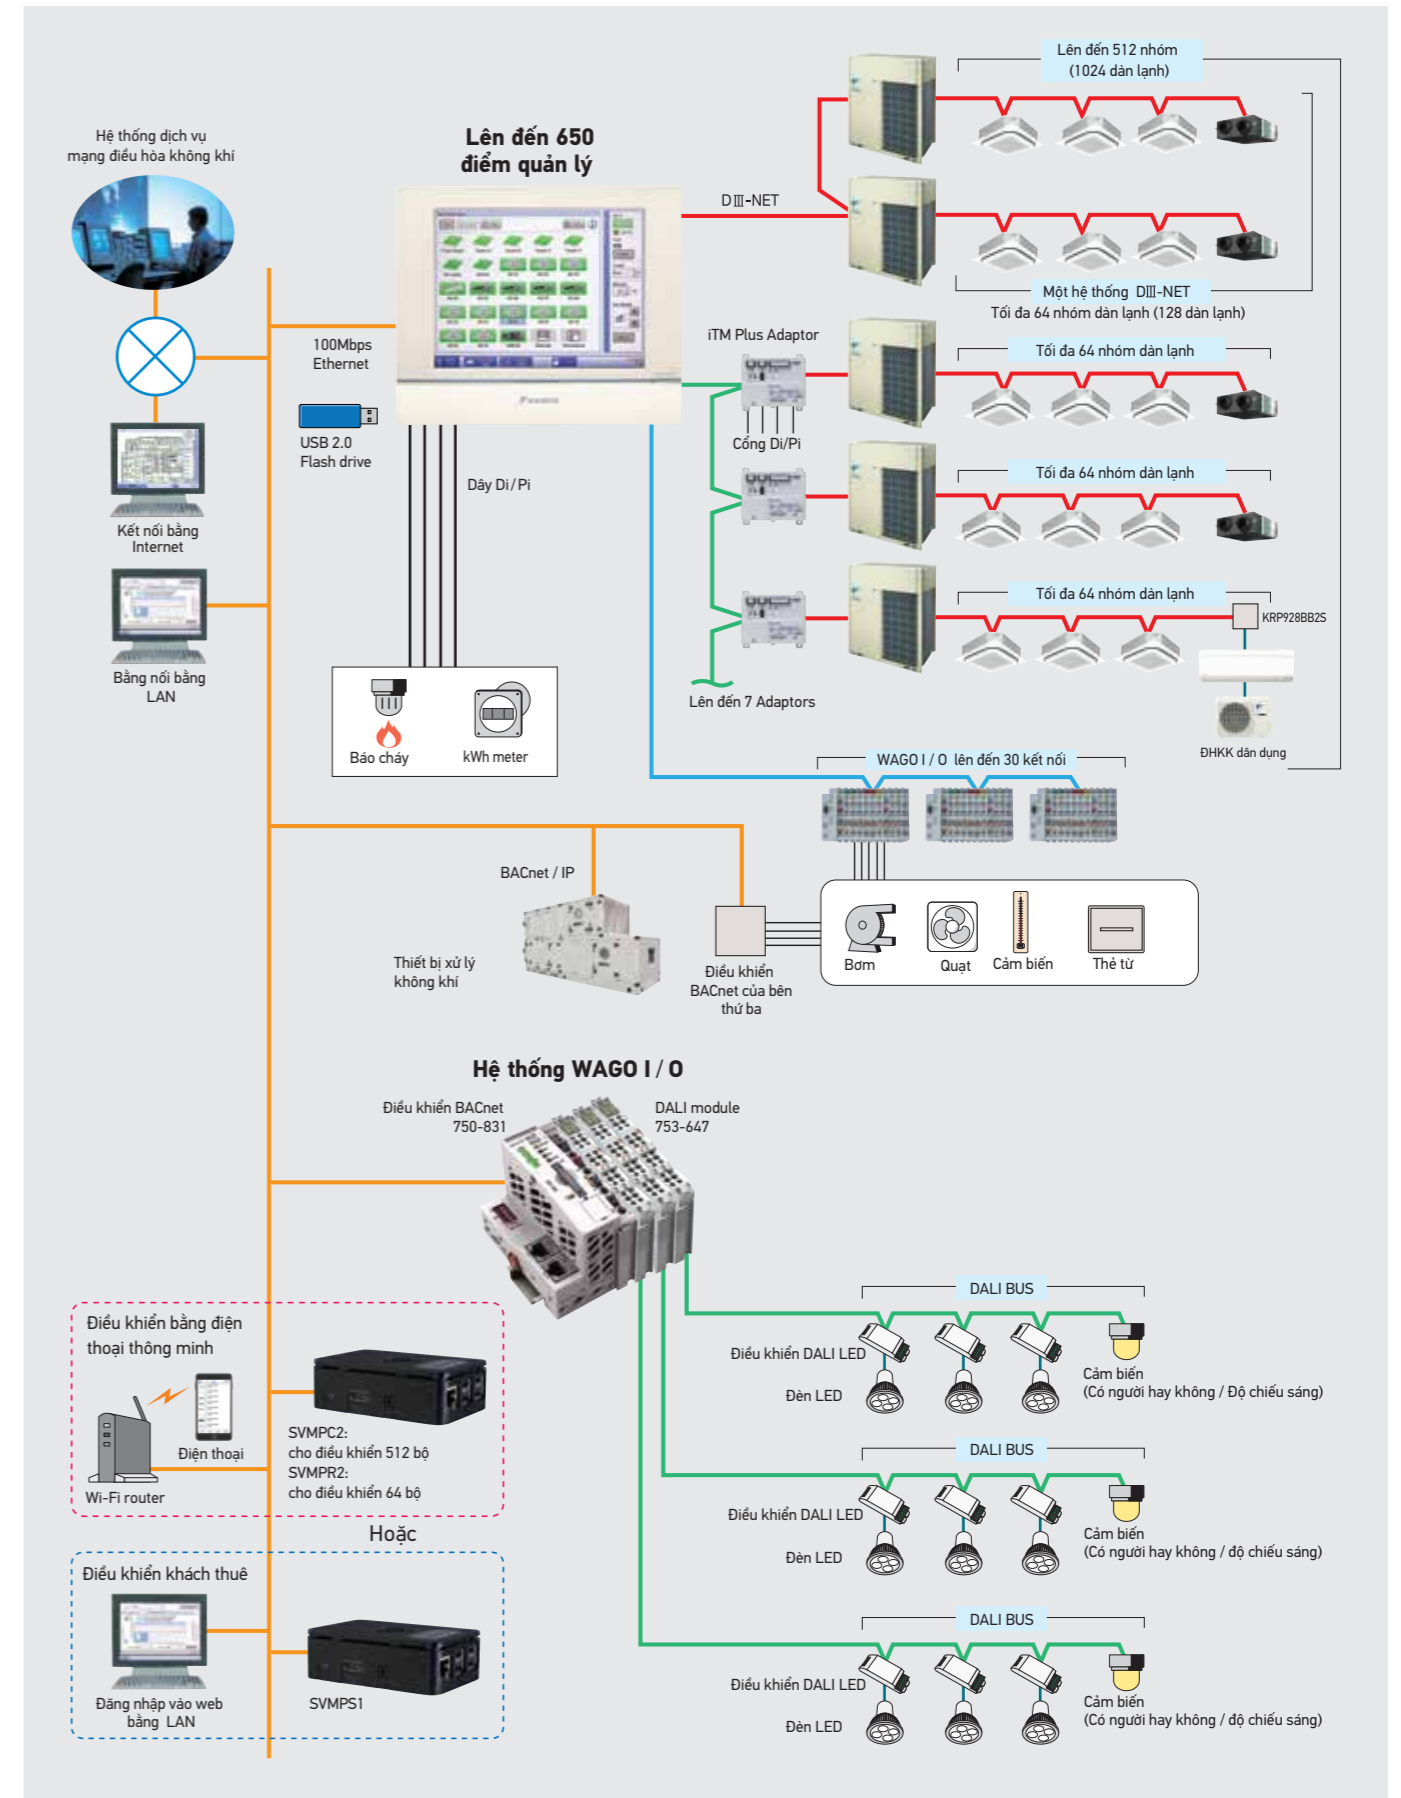 Lên đến 512 nhóm
(1024 dàn lạnh)
Hệ thống dịch vụ
mạng điều hòa không khí
Lên đến 650
điểm quản lý
DⅢ-NET
Một hệ thống DⅢ-NET
Tối đa 64 nhóm dàn lạnh (128 dàn lạnh)
100Mbps
Ethernet
iTM Plus Adaptor
Tối đa 64 nhóm dàn lạnh
DAIKIN
USB 2.0
Flash drive
Cổng Di/Pi
Dây Di/Pi
Tối đa 64 nhóm dàn lạnh
Kết nối bằng
Internet
Tối đa 64 nhóm dàn lạnh
KRP928BB2S
Bằng nối bằng
LAN
Lên đến 7 Adaptors
ĐHKK dân dụng
Báo cháy
kWh meter
WAGO I / O lên đến 30 kết nối
BACnet / IP
Thiết bị xử lý
không khí
Điều khiển
BACnet của bên
thứ ba
Bơm
Quạt
Cảm biến
Thẻ từ
Hệ thống WAGO I / O
Điều khiển BACnet
750-831
DALI module
753-647
DALI BUS
Điều khiển DALI LED
Đèn LED
Cảm biến
(Có người hay không / Độ chiếu sáng)
Điều khiển bằng điện
thoại thông minh
Điện thoại
Wi-Fi router
SVMPC2:
cho điều khiển 512 bộ
SVMPR2:
cho điều khiển 64 bộ
DALI BUS
Điều khiển DALI LED
Đèn LED
Cảm biến
(Có người hay không / độ chiếu sáng)
Hoặc
Điều khiển khách thuê
Đăng nhập vào web
bằng LAN
SVMPS1
DALI BUS
Điều khiển DALI LED
Đèn LED
Cảm biến
(Có người hay không / độ chiếu sáng)